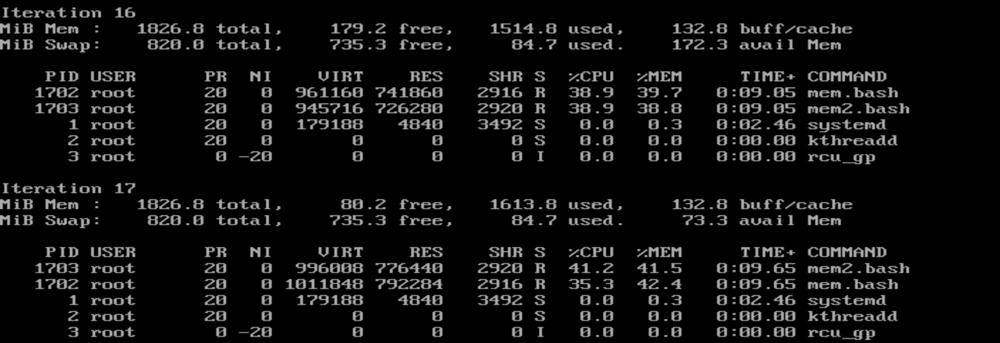 Iteration 16
MiB Mem :   1826.8 total,    179.2 free,   1514.8 used,    132.8 buff/cache
MiB Swap:    820.0 total,    735.3 free,     84.7 used.    172.3 avail Mem
    PID USER      PR  NI    VIRT    RES    SHR S  %CPU  %MEM     TIME+ COMMAND
   1702 root      20   0  961160 741860   2916 R  38.9  39.7   0:09.05 mem.bash
   1703 root      20   0  945716 726280   2920 R  38.9  38.8   0:09.05 mem2.bash
      1 root      20   0  179188   4840   3492 S   0.0   0.3   0:02.46 systemd
      2 root      20   0       0      0      0 S   0.0   0.0   0:00.00 kthreadd
      3 root       0 -20       0      0      0 I   0.0   0.0   0:00.00 rcu_gp
Iteration 17
MiB Mem :   1826.8 total,     80.2 free,   1613.8 used,    132.8 buff/cache
MiB Swap:    820.0 total,    735.3 free,     84.7 used.     73.3 avail Mem
    PID USER      PR  NI    VIRT    RES    SHR S  %CPU  %MEM     TIME+ COMMAND
   1703 root      20   0  996008 776440   2920 R  41.2  41.5   0:09.65 mem2.bash
   1702 root      20   0 1011848 792284   2916 R  35.3  42.4   0:09.65 mem.bash
      1 root      20   0  179188   4840   3492 S   0.0   0.3   0:02.46 systemd
      2 root      20   0       0      0      0 S   0.0   0.0   0:00.00 kthreadd
      3 root       0 -20       0      0      0 I   0.0   0.0   0:00.00 rcu_gp